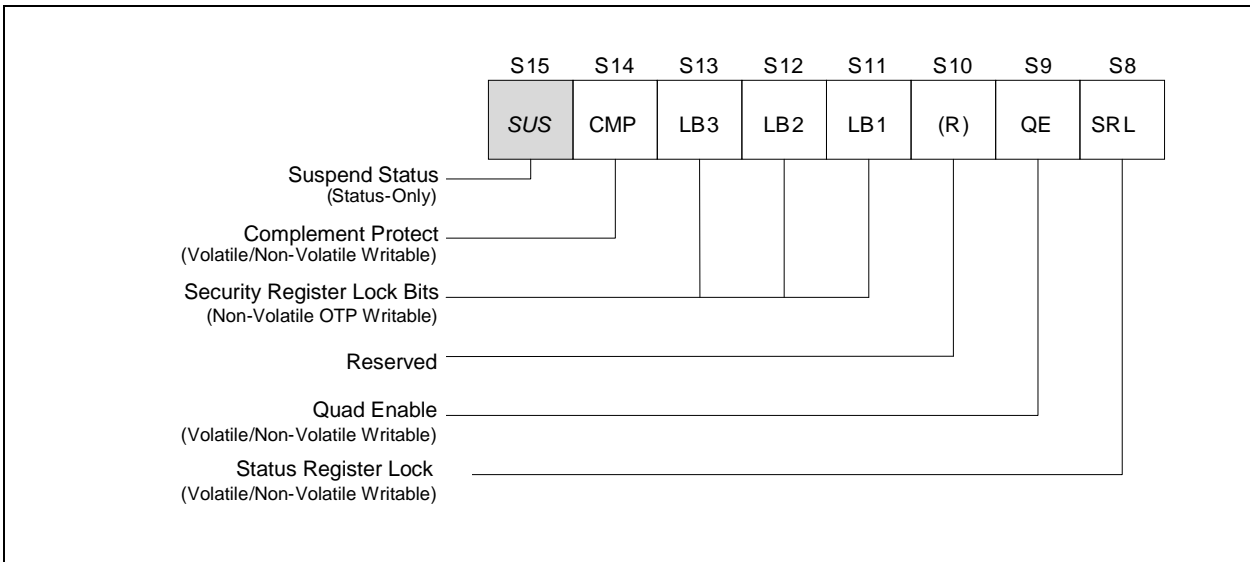 S15 S14 S13 S12 S11 S10 S9 S8
SUS CMP LB3 LB2 LB1 (R) QE SRL
Suspend Status
(Status-Only)
Complement Protect
(Volatile/Non-Volatile Writable)
Security Register Lock Bits
(Non-Volatile OTP Writable)
Reserved
Quad Enable
(Volatile/Non-Volatile Writable)
Status Register Lock
(Volatile/Non-Volatile Writable)